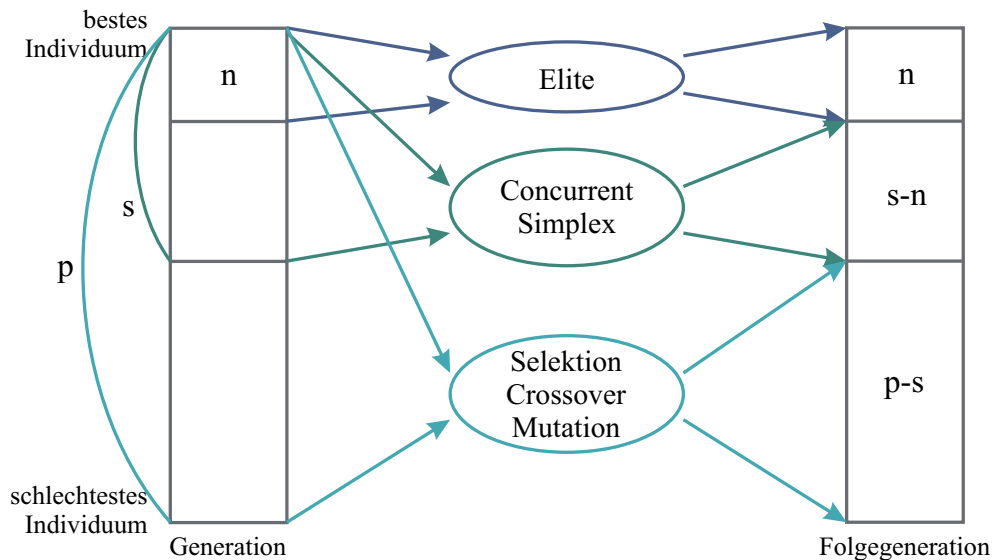 bestes
Individuum
n
Elite
n
s
Concurrent
Simplex
s-n
p
Selektion
Crossover
Mutation
p-s
schlechtestes
Individuum
Generation
Folgegeneration